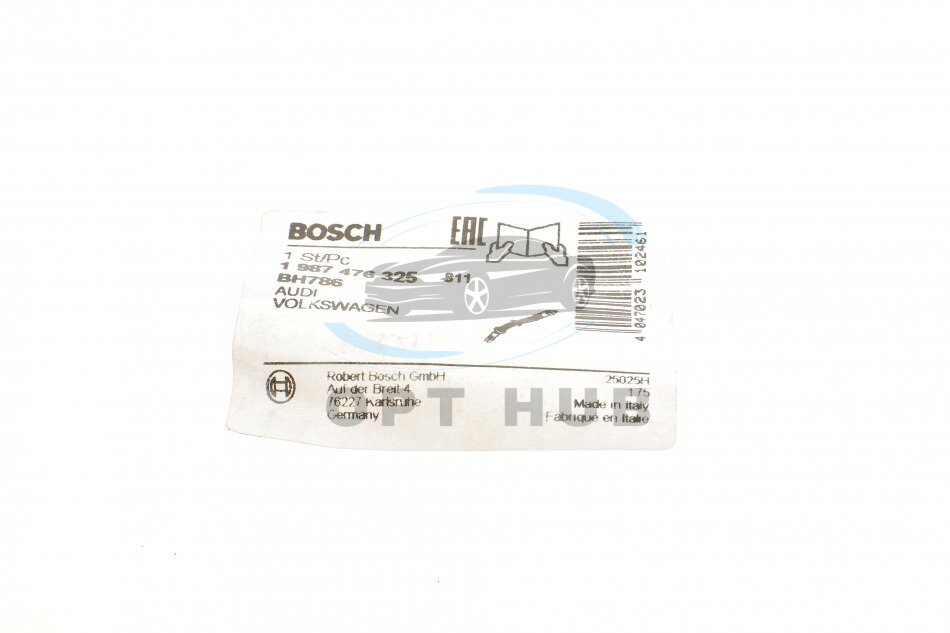 BOSCH
EAC
1 St/Pc
1 987 476 325 811
BH786
AUDI
VOLKSWAGEN
4 047023 102461
Robert Bosch GmbH
Auf der Breit 4
76227 Karlsruhe
Germany
25025H
175
Made in Italy
Fabriqué en Italie
OPT HUB